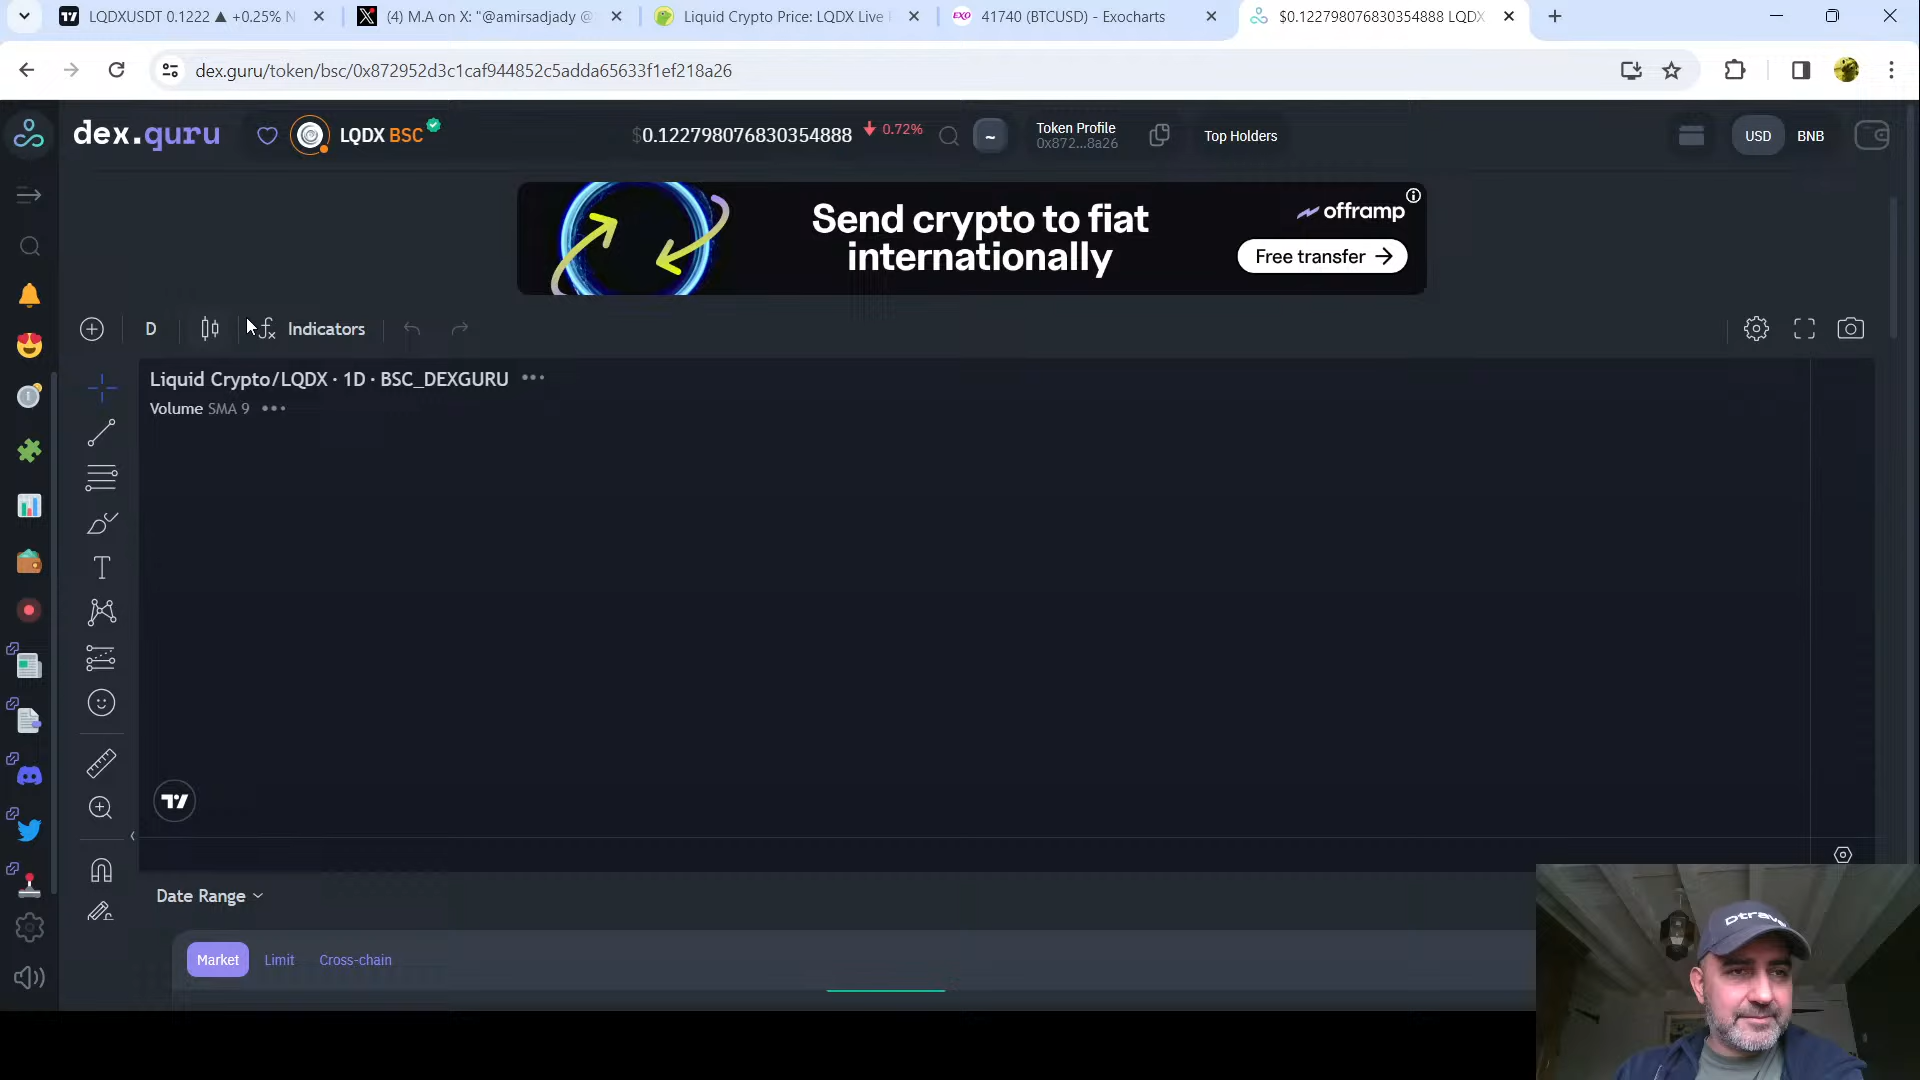 LQDXUSDT 0.1222 ▲ +0.25% N
(4) M.A on X: "@amirsadjady @
Liquid Crypto Price: LQDX Live
EXO 41740 (BTCUSD) - Exocharts
$0.122798076830354888 LQDX
dex.guru/token/bsc/0x872952d3c1caf944852c5adda65633f1ef218a26
dex.guru
LQDX BSC
$0.122798076830354888
0.72%
~
Token Profile
0x872...8a26
Top Holders
USD
BNB
Send crypto to fiat
internationally
offramp
Free transfer →
D
Indicators
Liquid Crypto/LQDX · 1D · BSC_DEXGURU
Volume SMA 9
Date Range
Market
Limit
Cross-chain
Dtrave